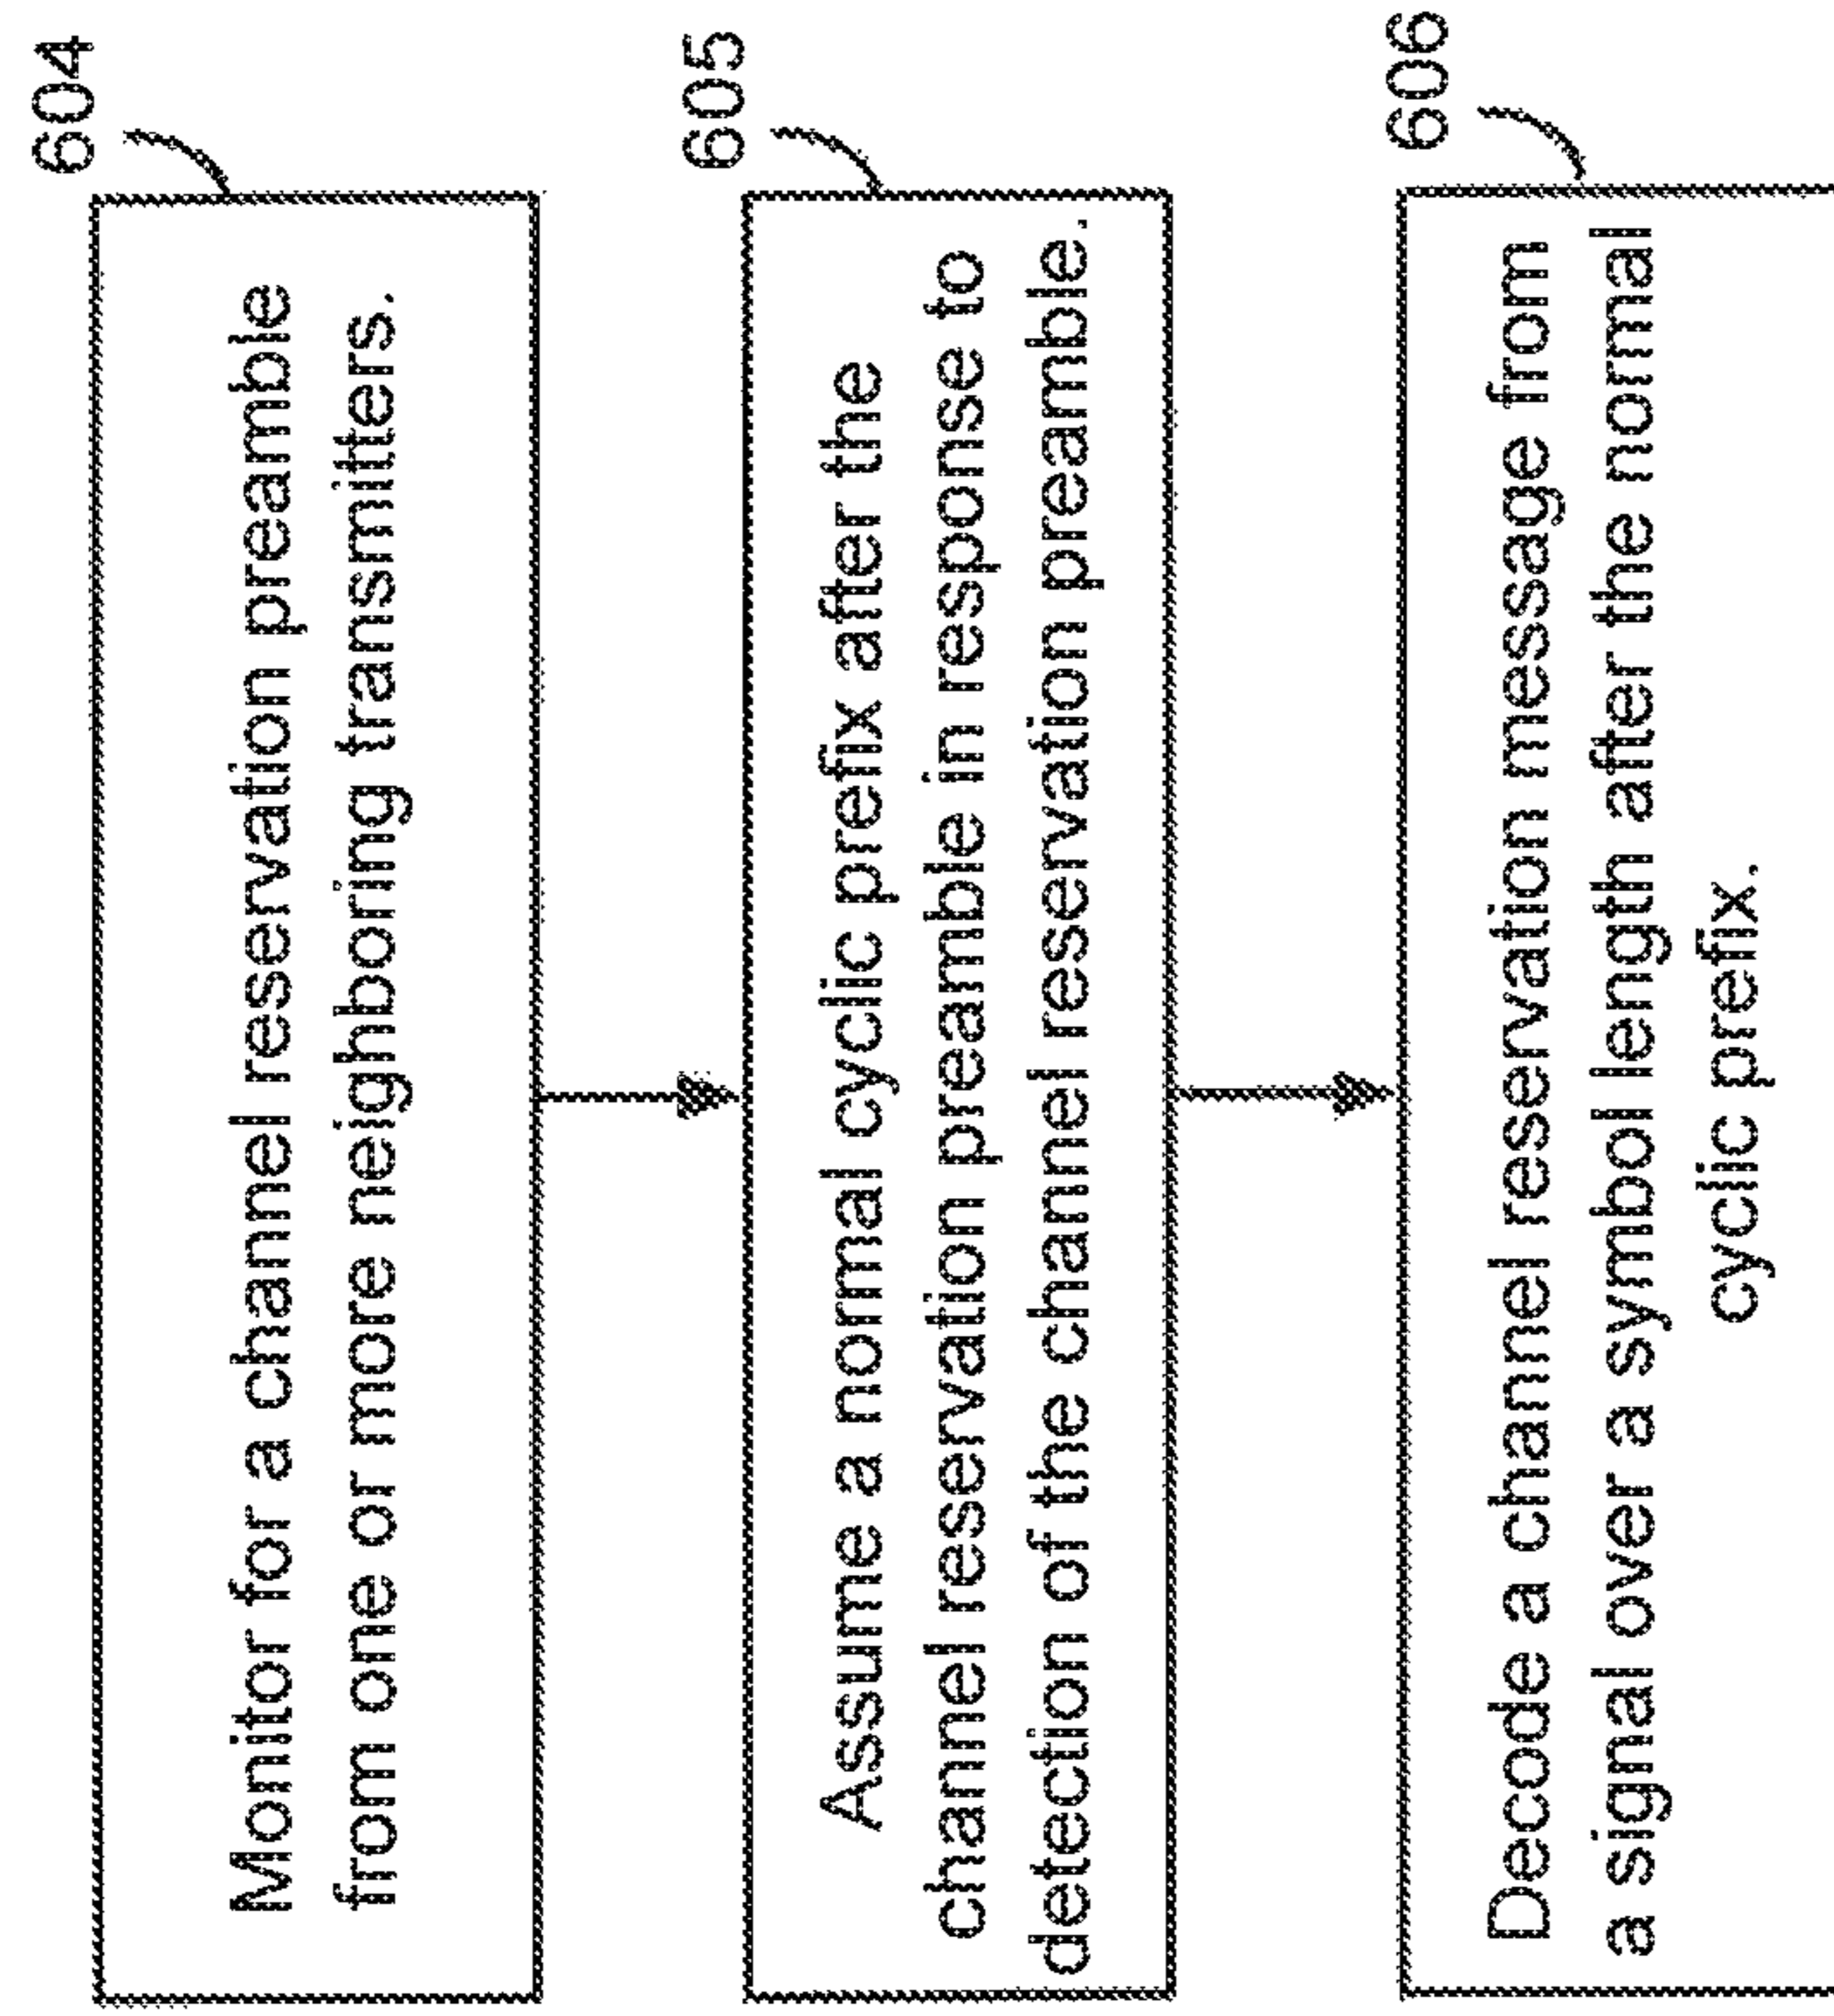 604
Monitor for a channel reservation preamble
from one or more neighboring transmitters.
605
Assume a normal cyclic prefix after the
channel reservation preamble in response to
detection of the channel reservation preamble.
606
Decode a channel reservation message from
a signal over a symbol length after the normal
cyclic prefix.